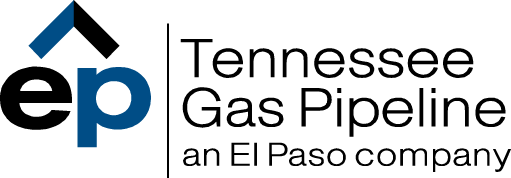 ep
Tennessee
Gas Pipeline
an El Paso company